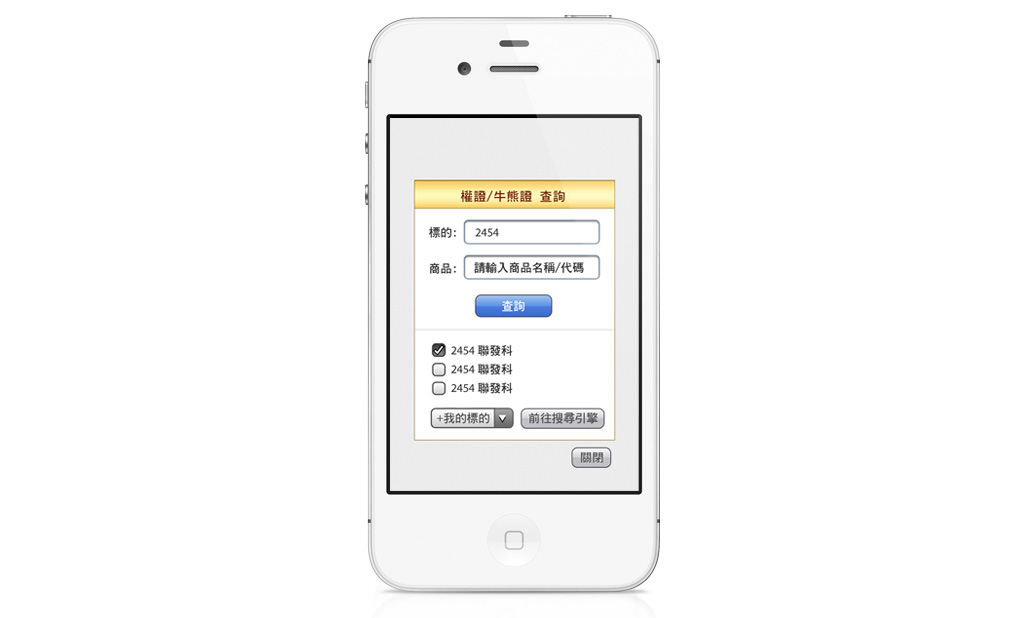 權證/牛熊證 查詢
標的： 2454
商品： 請輸入商品名稱/代碼
查詢
2454 聯發科
2454 聯發科
2454 聯發科
+我的標的 前往搜尋引擎
關閉